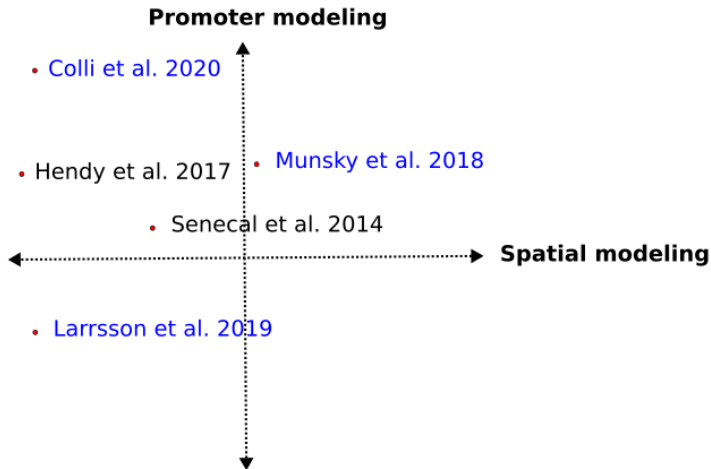 Promoter modeling
Colli et al. 2020
Munsky et al. 2018
Hendy et al. 2017
Senecal et al. 2014
Spatial modeling
Larrsson et al. 2019